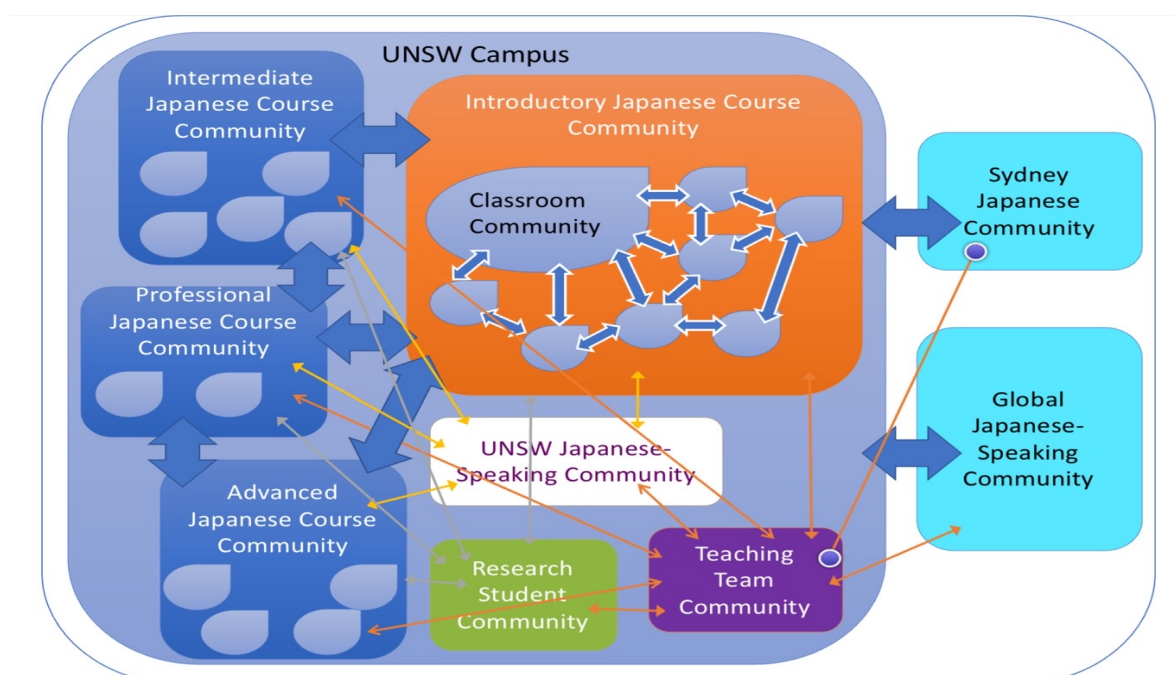 UNSW Campus
Intermediate
Japanese Course
Community
Introductory Japanese Course
Community
Classroom
Community
Professional
Japanese Course
Community
Advanced
Japanese Course
Community
UNSW Japanese-
Speaking Community
Research
Student
Community
Teaching
Team
Community
Sydney
Japanese
Community
Global
Japanese-
Speaking
Community